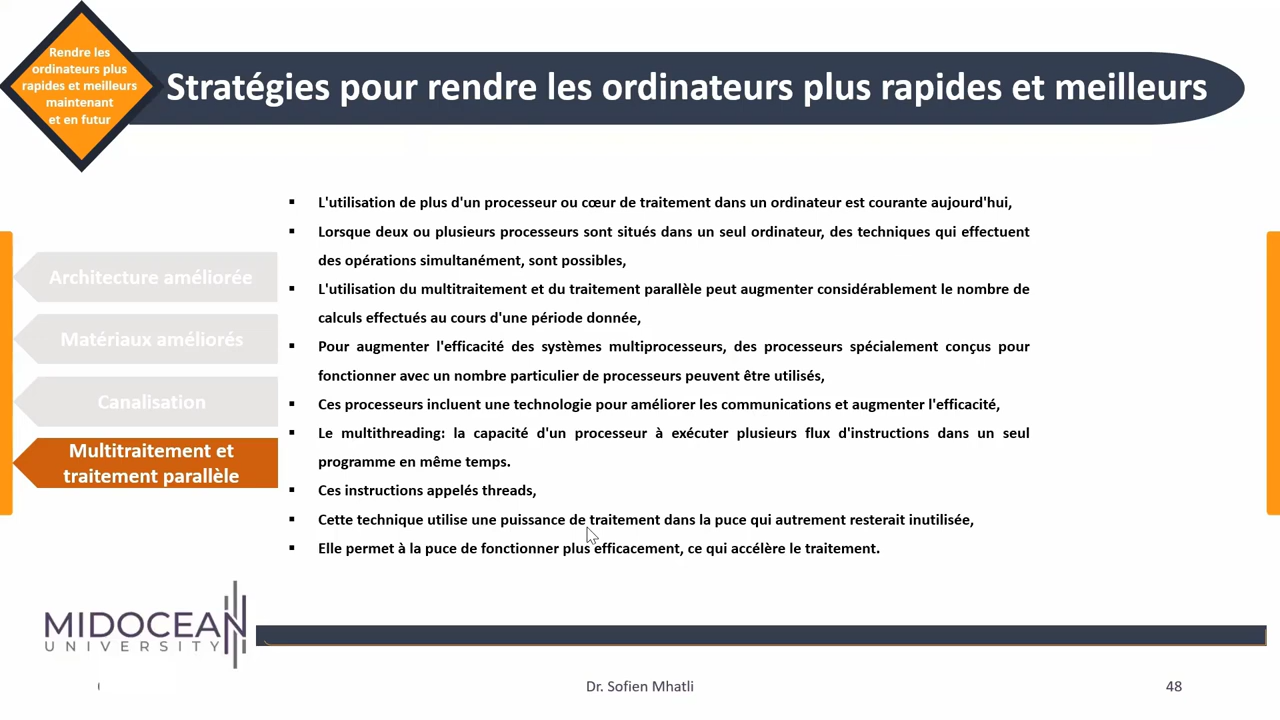 Rendre les
ordinateurs plus
rapides et meilleurs
maintenant
et en futur
Stratégies pour rendre les ordinateurs plus rapides et meilleurs
Architecture améliorée
Matériaux améliorés
Canalisation
Multitraitement et
traitement parallèle
▪ L'utilisation de plus d'un processeur ou cœur de traitement dans un ordinateur est courante aujourd'hui,
▪ Lorsque deux ou plusieurs processeurs sont situés dans un seul ordinateur, des techniques qui effectuent
des opérations simultanément, sont possibles,
▪ L'utilisation du multitraitement et du traitement parallèle peut augmenter considérablement le nombre de
calculs effectués au cours d'une période donnée,
▪ Pour augmenter l'efficacité des systèmes multiprocesseurs, des processeurs spécialement conçus pour
fonctionner avec un nombre particulier de processeurs peuvent être utilisés,
▪ Ces processeurs incluent une technologie pour améliorer les communications et augmenter l'efficacité,
▪ Le multithreading: la capacité d'un processeur à exécuter plusieurs flux d'instructions dans un seul
programme en même temps.
▪ Ces instructions appelés threads,
▪ Cette technique utilise une puissance de traitement dans la puce qui autrement resterait inutilisée,
▪ Elle permet à la puce de fonctionner plus efficacement, ce qui accélère le traitement.
MIDOCEAN
UNIVERSITY
Dr. Sofien Mhatli
48